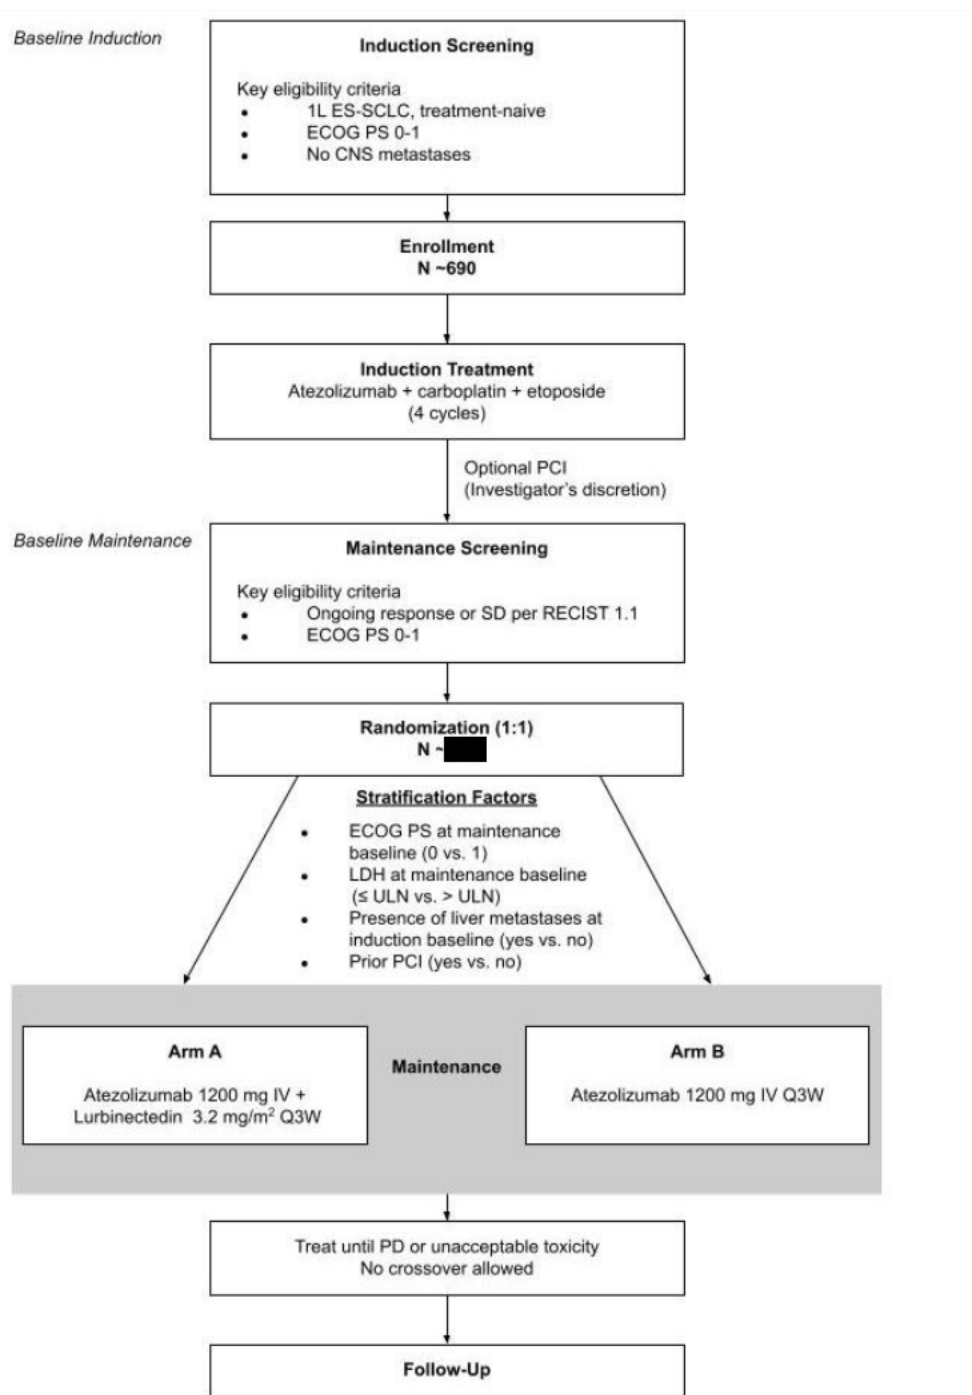 Baseline Induction
Induction Screening
Key eligibility criteria
• 1L ES-SCLC, treatment-naive
• ECOG PS 0-1
• No CNS metastases
Enrollment
N ~690
Induction Treatment
Atezolizumab + carboplatin + etoposide
(4 cycles)
Optional PCI
(Investigator's discretion)
Baseline Maintenance
Maintenance Screening
Key eligibility criteria
• Ongoing response or SD per RECIST 1.1
• ECOG PS 0-1
Randomization (1:1)
N ~
Stratification Factors
• ECOG PS at maintenance
baseline (0 vs. 1)
• LDH at maintenance baseline
(≤ ULN vs. > ULN)
• Presence of liver metastases at
induction baseline (yes vs. no)
• Prior PCI (yes vs. no)
Arm A
Atezolizumab 1200 mg IV +
Lurbinectedin 3.2 mg/m² Q3W
Maintenance
Arm B
Atezolizumab 1200 mg IV Q3W
Treat until PD or unacceptable toxicity
No crossover allowed
Follow-Up